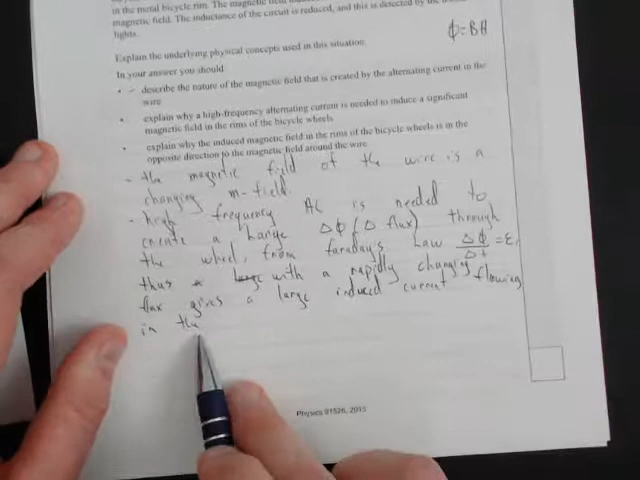 in the metal bicycle rim. The magnetic field
magnetic field. The inductance of the circuit is reduced, and this is detected by the
lights.
Φ = BA
Explain the underlying physical concepts used in this situation.
In your answer you should
• describe the nature of the magnetic field that is created by the alternating current in the
wire
• explain why a high-frequency alternating current is needed to induce a significant
magnetic field in the rims of the bicycle wheels
• explain why the induced magnetic field in the rims of the bicycle wheels is in the
opposite direction to the magnetic field around the wire.
- the magnetic field of the wire is a
changing m-field.
- high frequency AC is needed to
create a ΔΦ (Δ flux) through
the wheel, from faradays Law ΔΦ/Δt = ε,
thus with a rapidly changing
flux gives a large induced current flowing
in the
Physics 91526, 2015